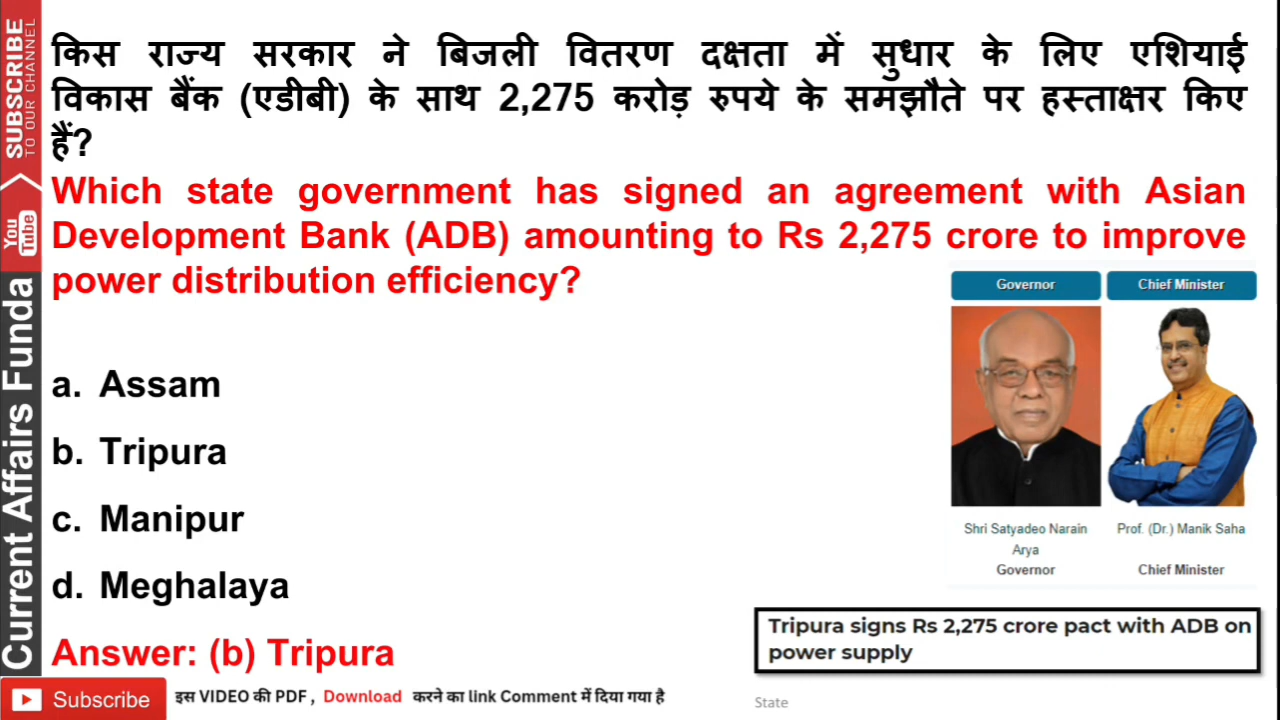 SUBSCRIBE
TO OUR CHANNEL
You
Tube
Current Affairs Funda
किस राज्य सरकार ने बिजली वितरण दक्षता में सुधार के लिए एशियाई
विकास बैंक (एडीबी) के साथ 2,275 करोड़ रुपये के समझौते पर हस्ताक्षर किए
हैं?
Which state government has signed an agreement with Asian
Development Bank (ADB) amounting to Rs 2,275 crore to improve
power distribution efficiency?
a. Assam
b. Tripura
c. Manipur
d. Meghalaya
Answer: (b) Tripura
Governor
Chief Minister
Shri Satyadeo Narain
Arya
Governor
Prof. (Dr.) Manik Saha
Chief Minister
Tripura signs Rs 2,275 crore pact with ADB on
power supply
State
Subscribe
इस VIDEO की PDF , Download करने का link Comment में दिया गया है